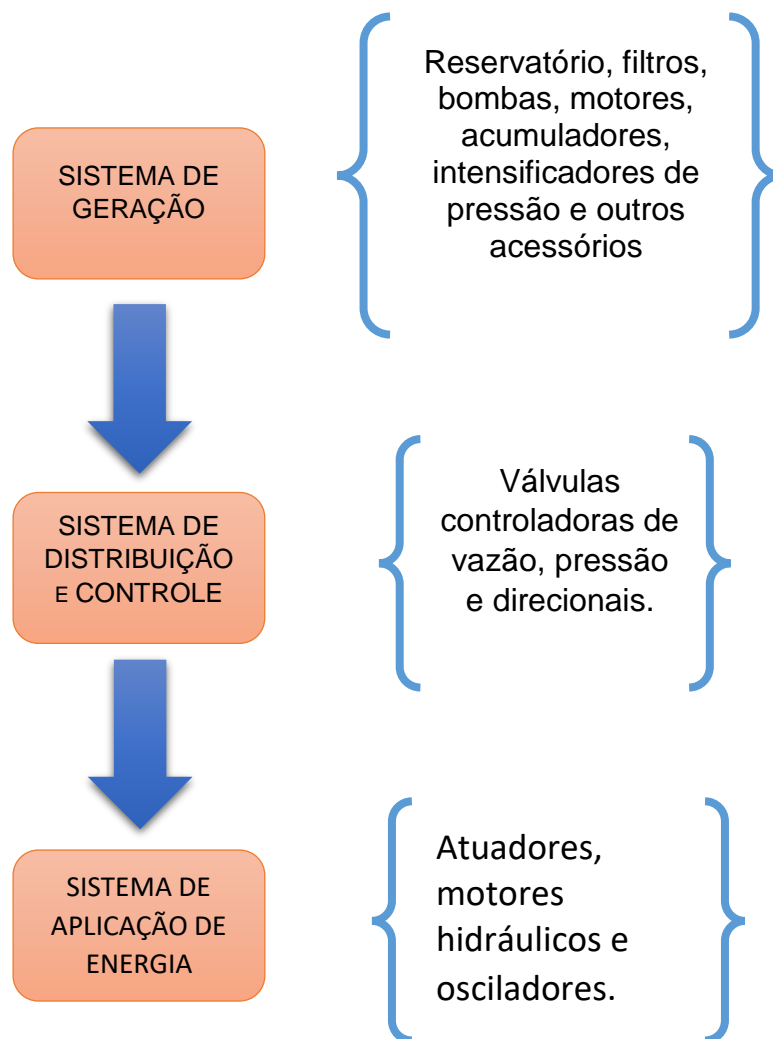 SISTEMA DE
GERAÇÃO
Reservatório, filtros,
bombas, motores,
acumuladores,
intensificadores de
pressão e outros
acessórios
SISTEMA DE
DISTRIBUIÇÃO
E CONTROLE
Válvulas
controladoras de
vazão, pressão
e direcionais.
SISTEMA DE
APLICAÇÃO DE
ENERGIA
Atuadores,
motores
hidráulicos e
osciladores.